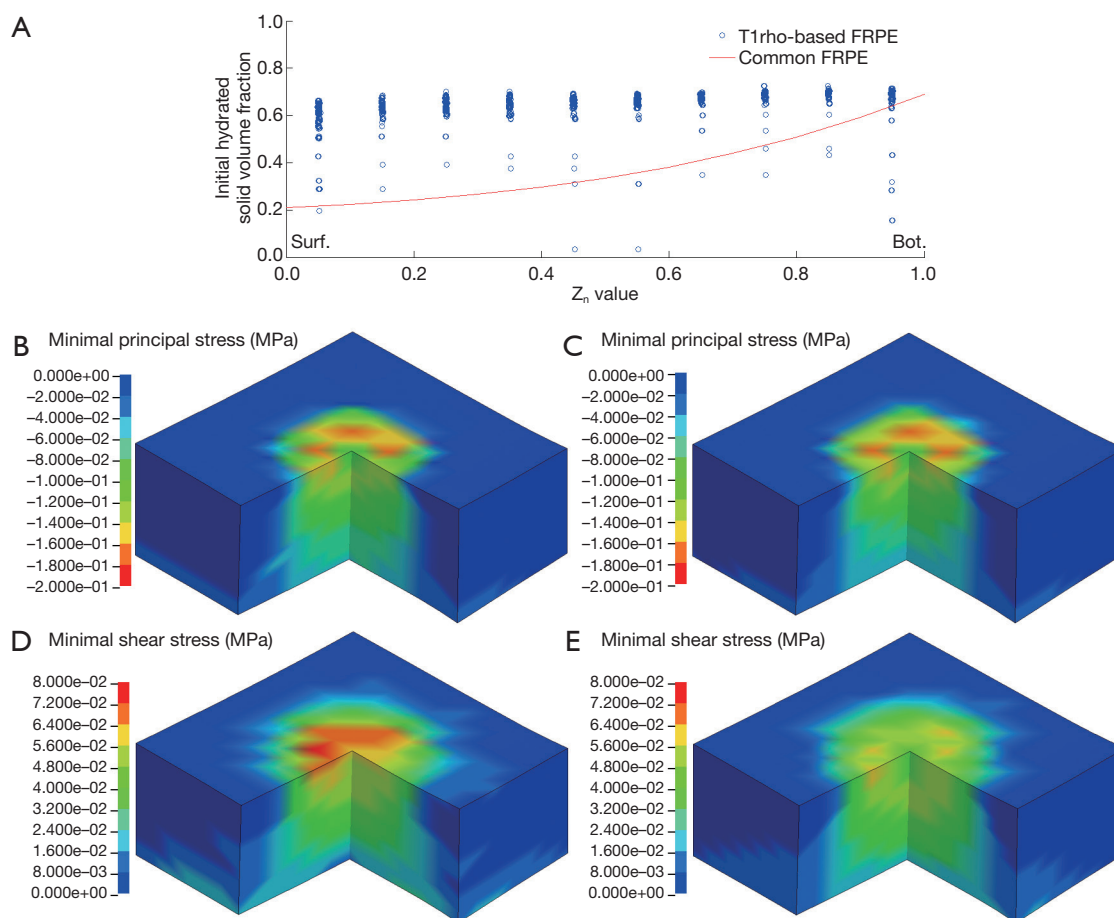 A
Initial hydrated
solid volume fraction
1.0
0.8
0.6
0.4
0.2
0.0
T1rho-based FRPE
Common FRPE
Surf.
Bot.
0.0 0.2 0.4 0.6 0.8 1.0
Zn value
B Minimal principal stress (MPa)
0.000e+00
−2.000e−02
−4.000e−02
−6.000e−02
−8.000e−02
−1.000e−01
−1.200e−01
−1.400e−01
−1.600e−01
−1.800e−01
−2.000e−01
C Minimal principal stress (MPa)
0.000e+00
−2.000e−02
−4.000e−02
−6.000e−02
−8.000e−02
−1.000e−01
−1.200e−01
−1.400e−01
−1.600e−01
−1.800e−01
−2.000e−01
D Minimal shear stress (MPa)
8.000e−02
7.200e−02
6.400e−02
5.600e−02
4.800e−02
4.000e−02
3.200e−02
2.400e−02
1.600e−02
8.000e−03
0.000e+00
E Minimal shear stress (MPa)
8.000e−02
7.200e−02
6.400e−02
5.600e−02
4.800e−02
4.000e−02
3.200e−02
2.400e−02
1.600e−02
8.000e−03
0.000e+00